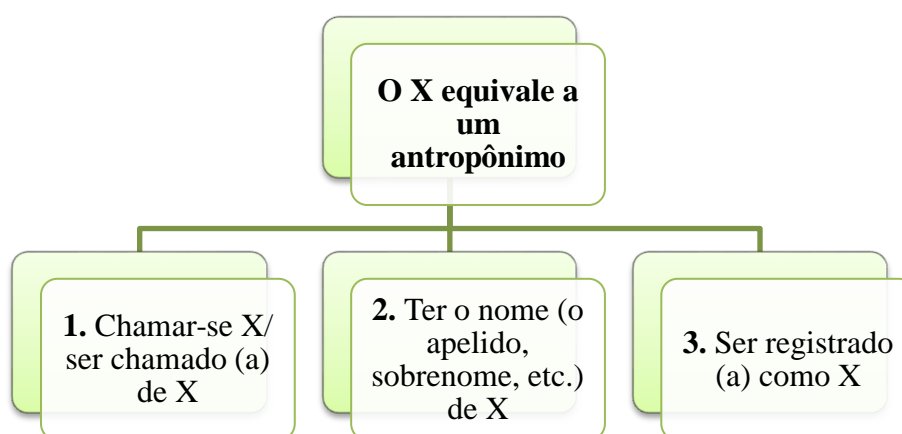 O X equivale a
um
antropônimo
1. Chamar-se X/
ser chamado (a)
de X
2. Ter o nome (o
apelido,
sobrenome, etc.)
de X
3. Ser registrado
(a) como X